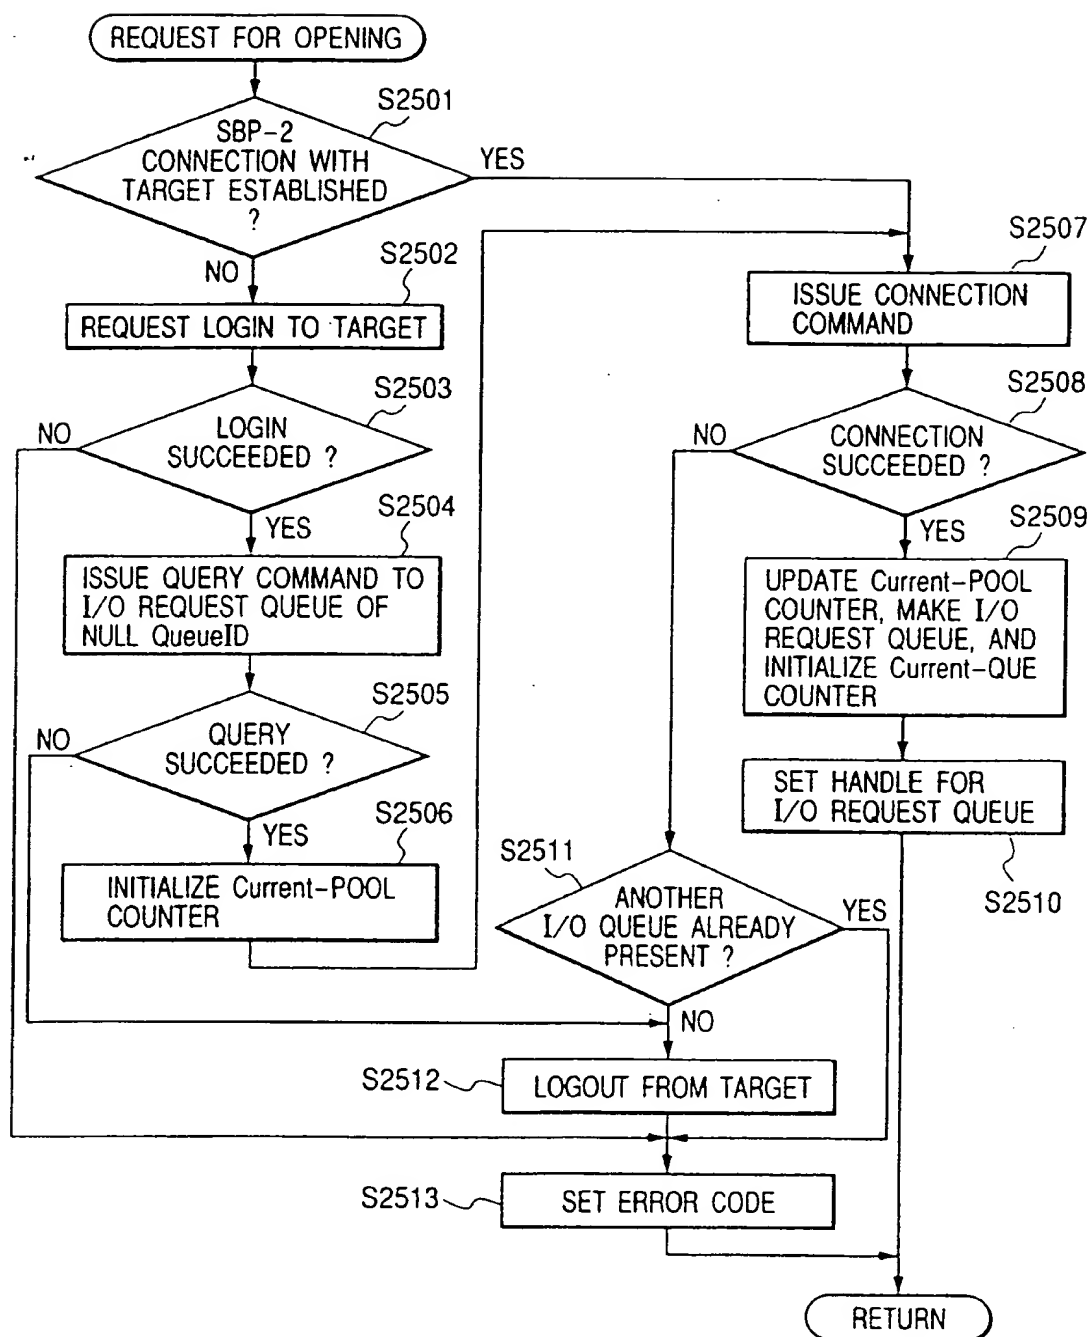 REQUEST FOR OPENING
S2501
SBP-2
CONNECTION WITH
TARGET ESTABLISHED
?
YES
NO
S2502
REQUEST LOGIN TO TARGET
S2503
NO
LOGIN
SUCCEEDED ?
YES
S2504
ISSUE QUERY COMMAND TO
I/O REQUEST QUEUE OF
NULL QueueID
S2505
NO
QUERY
SUCCEEDED ?
YES
S2506
INITIALIZE Current-POOL
COUNTER
S2507
ISSUE CONNECTION
COMMAND
S2508
NO
CONNECTION
SUCCEEDED ?
YES
S2509
UPDATE Current-POOL
COUNTER, MAKE I/O
REQUEST QUEUE, AND
INITIALIZE Current-QUE
COUNTER
SET HANDLE FOR
I/O REQUEST QUEUE
S2510
S2511
ANOTHER
I/O QUEUE ALREADY
PRESENT ?
YES
NO
S2512
LOGOUT FROM TARGET
S2513
SET ERROR CODE
RETURN